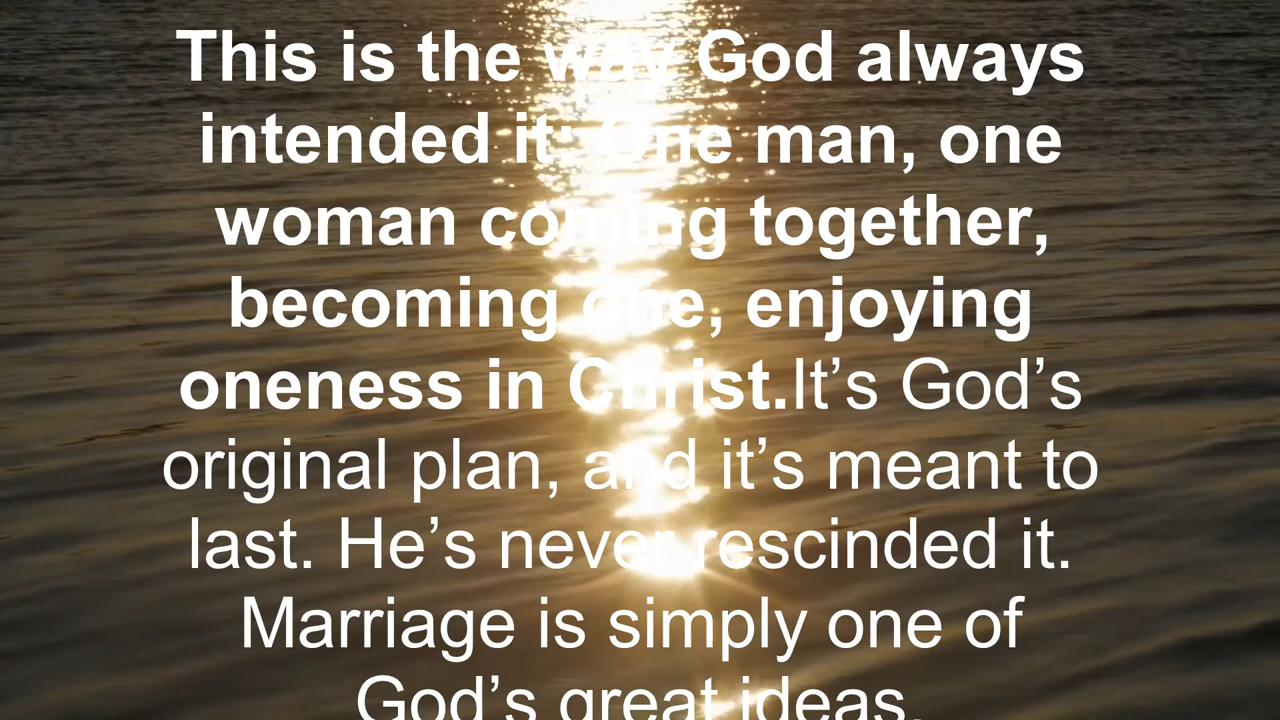 This is the way God always
intended it: One man, one
woman coming together,
becoming one, enjoying
oneness in Christ.It’s God’s
original plan, and it’s meant to
last. He’s never rescinded it.
Marriage is simply one of
God’s great ideas.